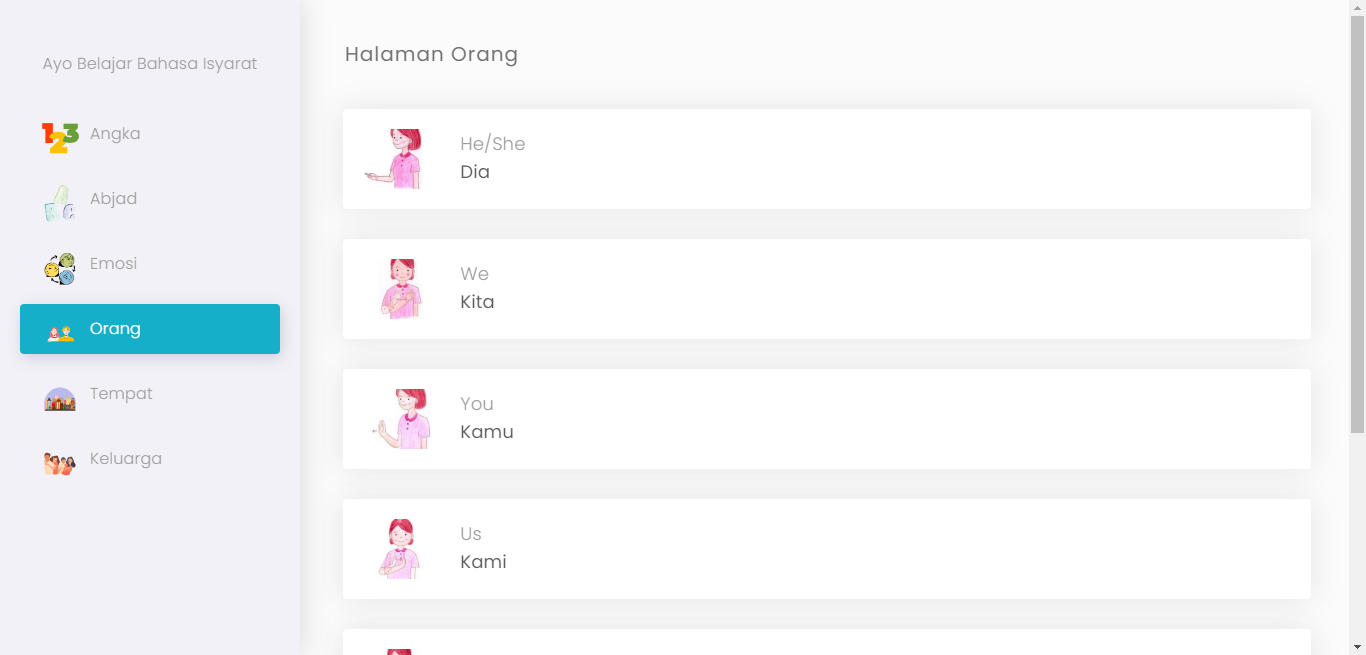 Ayo Belajar Bahasa Isyarat
123 Angka
Abjad
Emosi
Orang
Tempat
Keluarga
Halaman Orang
He/She
Dia
We
Kita
You
Kamu
Us
Kami